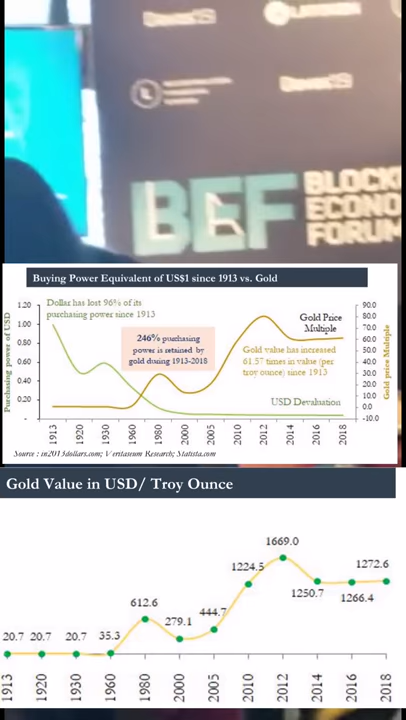 BEF
BLOCK
ECONO
FORUM
Buying Power Equivalent of US$1 since 1913 vs. Gold
Purchasing power of USD
1.20
1.00
0.80
0.60
0.40
0.20
-
Dollar has lost 96% of its
purchasing power since 1913
246% purchasing
power is retained by
gold during 1913-2018
Gold Price
Multiple
Gold value has increased
61.57 times in value (per
troy ounce) since 1913
USD Devaluation
90.0
80.0
70.0
60.0
50.0
40.0
30.0
20.0
10.0
0.0
-10.0
Gold price Multiple
1913
1920
1930
1960
1980
2000
2005
2010
2012
2014
2016
2018
Source : in2013dollars.com; Veritaseum Research; Statista.com
Gold Value in USD/ Troy Ounce
20.7
20.7
20.7
35.3
612.6
279.1
444.7
1224.5
1669.0
1250.7
1266.4
1272.6
1913
1920
1930
1960
1980
2000
2005
2010
2012
2014
2016
2018